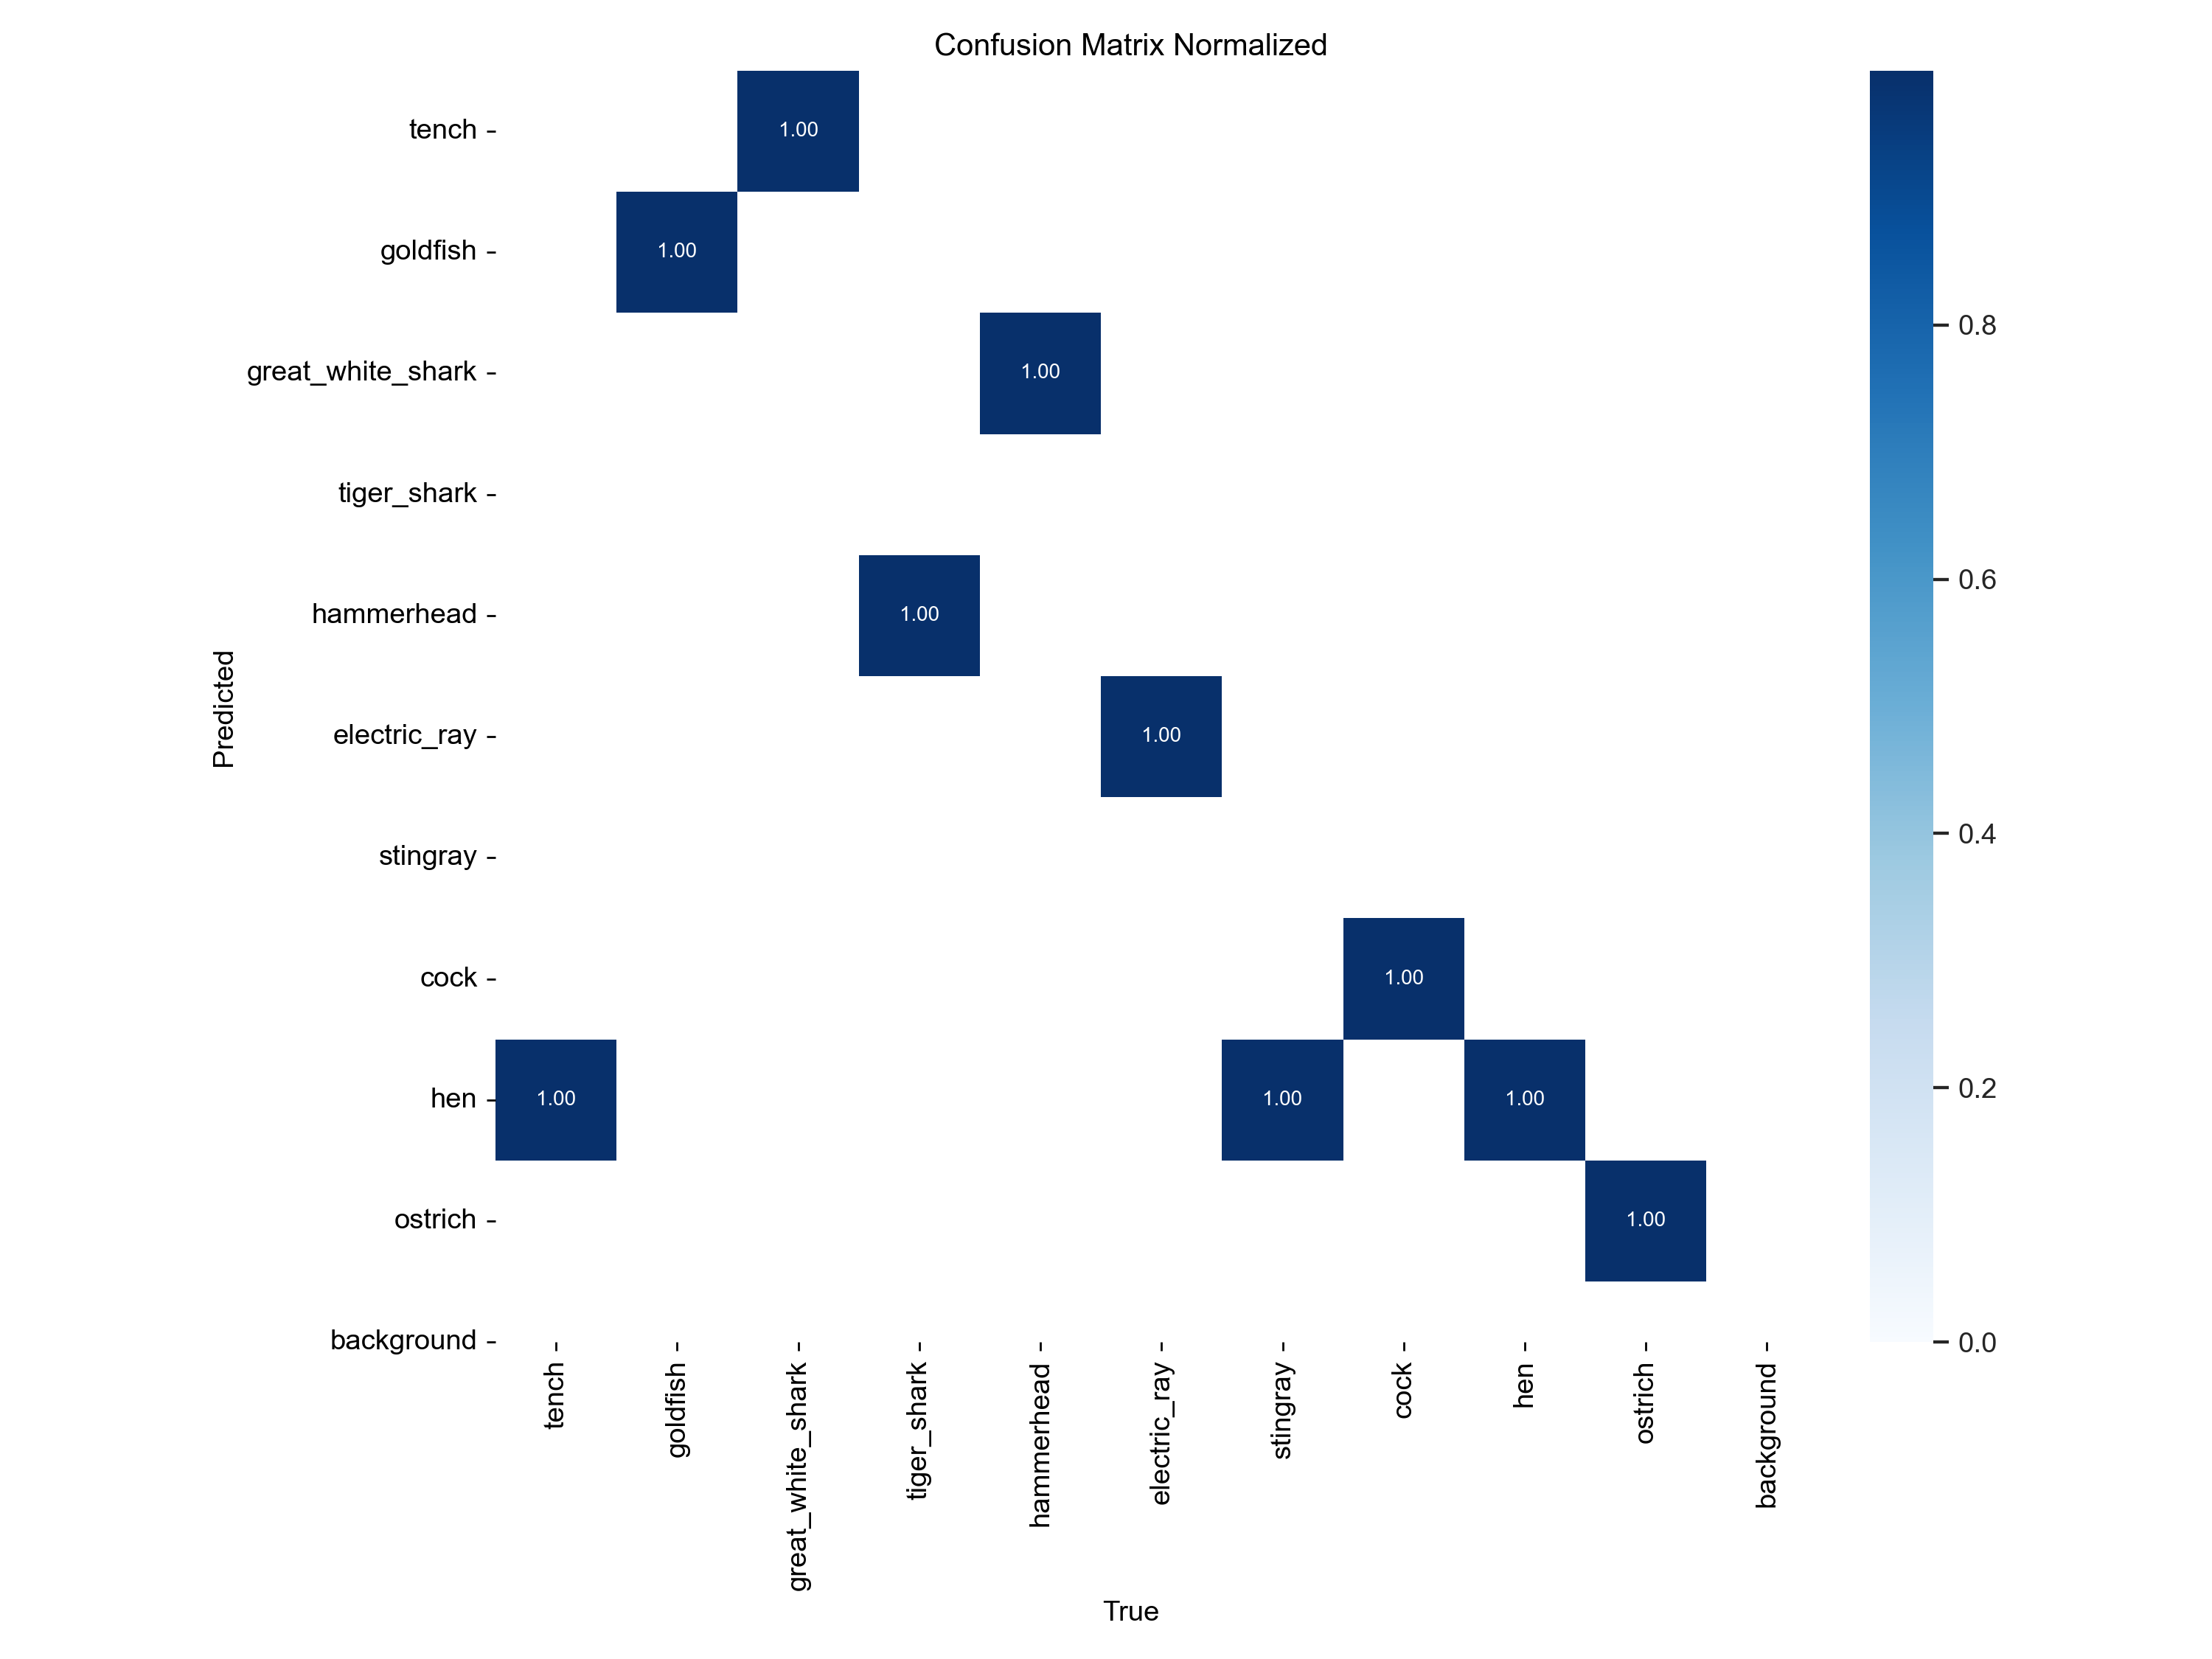 Confusion Matrix Normalized
tench
1.00
goldfish
1.00
0.8
great_white_shark
1.00
tiger_shark
0.6
hammerhead
1.00
Predicted
electric_ray
1.00
0.4
stingray
cock
1.00
0.2
hen
1.00
1.00
1.00
ostrich
1.00
background
0.0
tench
goldfish
great_white_shark
tiger_shark
hammerhead
electric_ray
stingray
cock
hen
ostrich
background
True